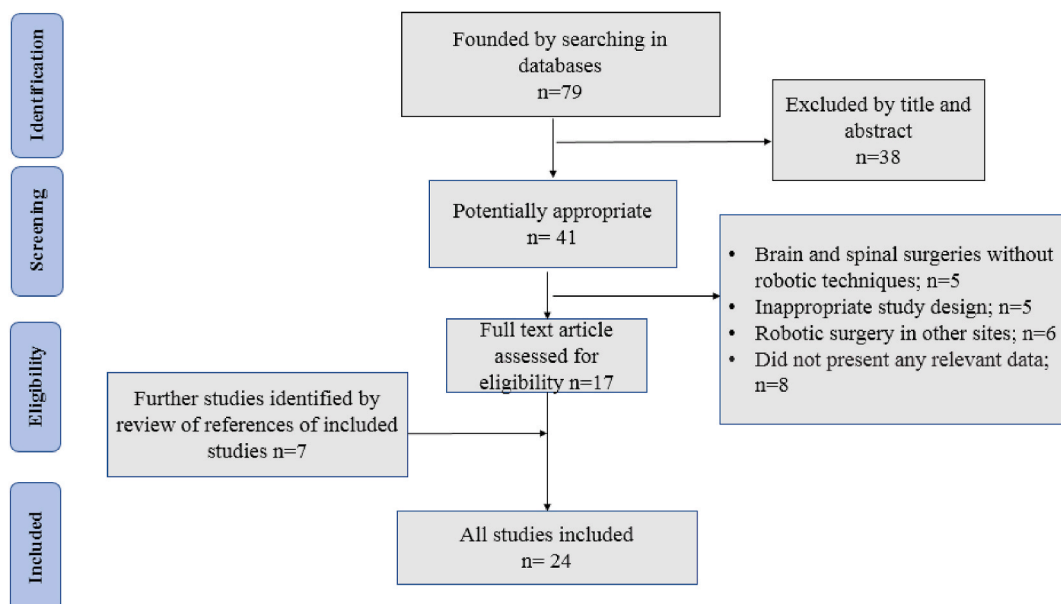 Identification
Founded by searching in
databases
n=79
Excluded by title and
abstract
n=38
Screening
Potentially appropriate
n= 41
• Brain and spinal surgeries without
robotic techniques; n=5
• Inappropriate study design; n=5
• Robotic surgery in other sites; n=6
• Did not present any relevant data;
n=8
Eligibility
Full text article
assessed for
eligibility n=17
Further studies identified by
review of references of included
studies n=7
Included
All studies included
n= 24